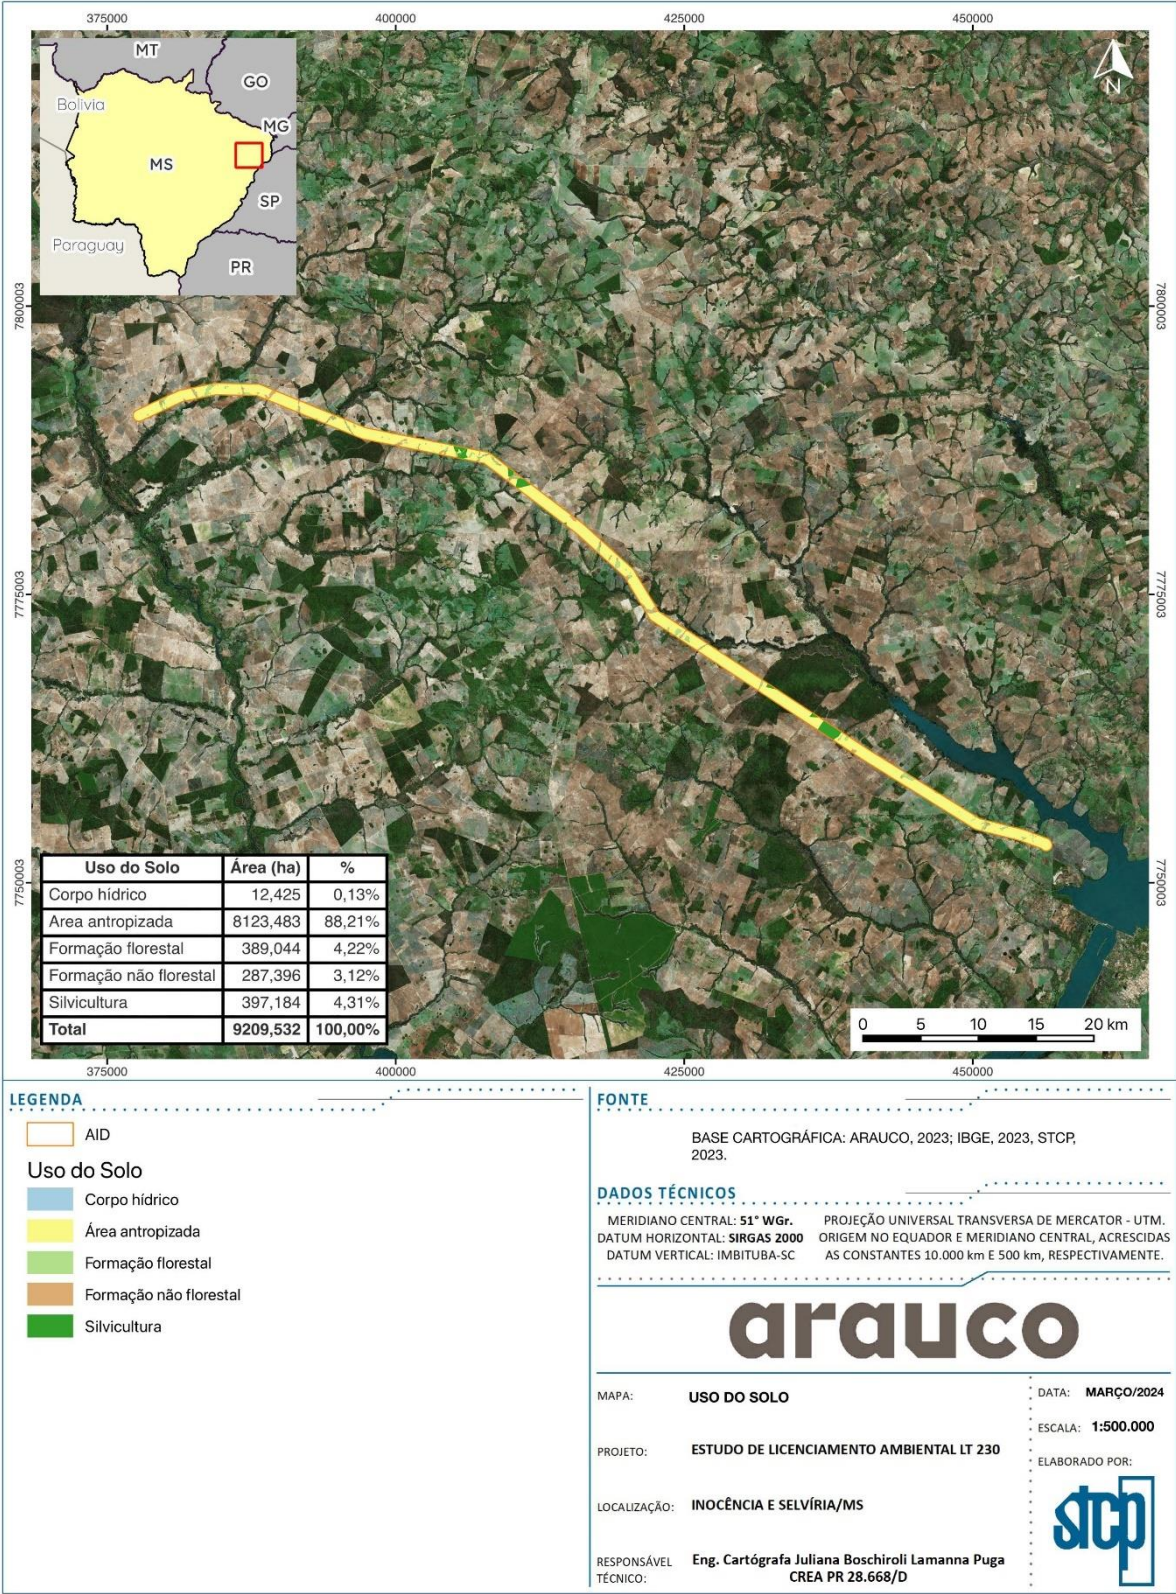 375000 400000 425000 450000
MT
GO
Bolivia
MG
MS
SP
Paraguay
PR
N
7800003 7800003
7775003 7775003
7750003 7750003
Uso do Solo Área (ha) %
Corpo hídrico 12,425 0,13%
Area antropizada 8123,483 88,21%
Formação florestal 389,044 4,22%
Formação não florestal 287,396 3,12%
Silvicultura 397,184 4,31%
Total 9209,532 100,00%
0 5 10 15 20 km
375000 400000 425000 450000
LEGENDA
AID
Uso do Solo
Corpo hídrico
Área antropizada
Formação florestal
Formação não florestal
Silvicultura
FONTE
BASE CARTOGRÁFICA: ARAUCO, 2023; IBGE, 2023, STCP,
2023.
DADOS TÉCNICOS
MERIDIANO CENTRAL: 51° WGr.
DATUM HORIZONTAL: SIRGAS 2000
DATUM VERTICAL: IMBITUBA-SC
PROJEÇÃO UNIVERSAL TRANSVERSA DE MERCATOR - UTM.
ORIGEM NO EQUADOR E MERIDIANO CENTRAL, ACRESCIDAS
AS CONSTANTES 10.000 km E 500 km, RESPECTIVAMENTE.
arauco
MAPA: USO DO SOLO
PROJETO: ESTUDO DE LICENCIAMENTO AMBIENTAL LT 230
LOCALIZAÇÃO: INOCÊNCIA E SELVÍRIA/MS
RESPONSÁVEL TÉCNICO: Eng. Cartógrafa Juliana Boschiroli Lamanna Puga
CREA PR 28.668/D
DATA: MARÇO/2024
ESCALA: 1:500.000
ELABORADO POR:
stcp